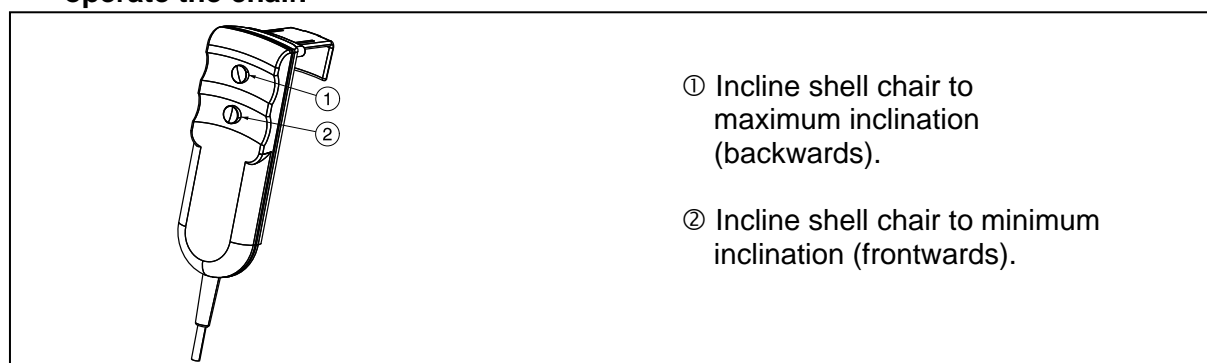 operate the chair.
①
②
① Incline shell chair to
maximum inclination
(backwards).
② Incline shell chair to minimum
inclination (frontwards).